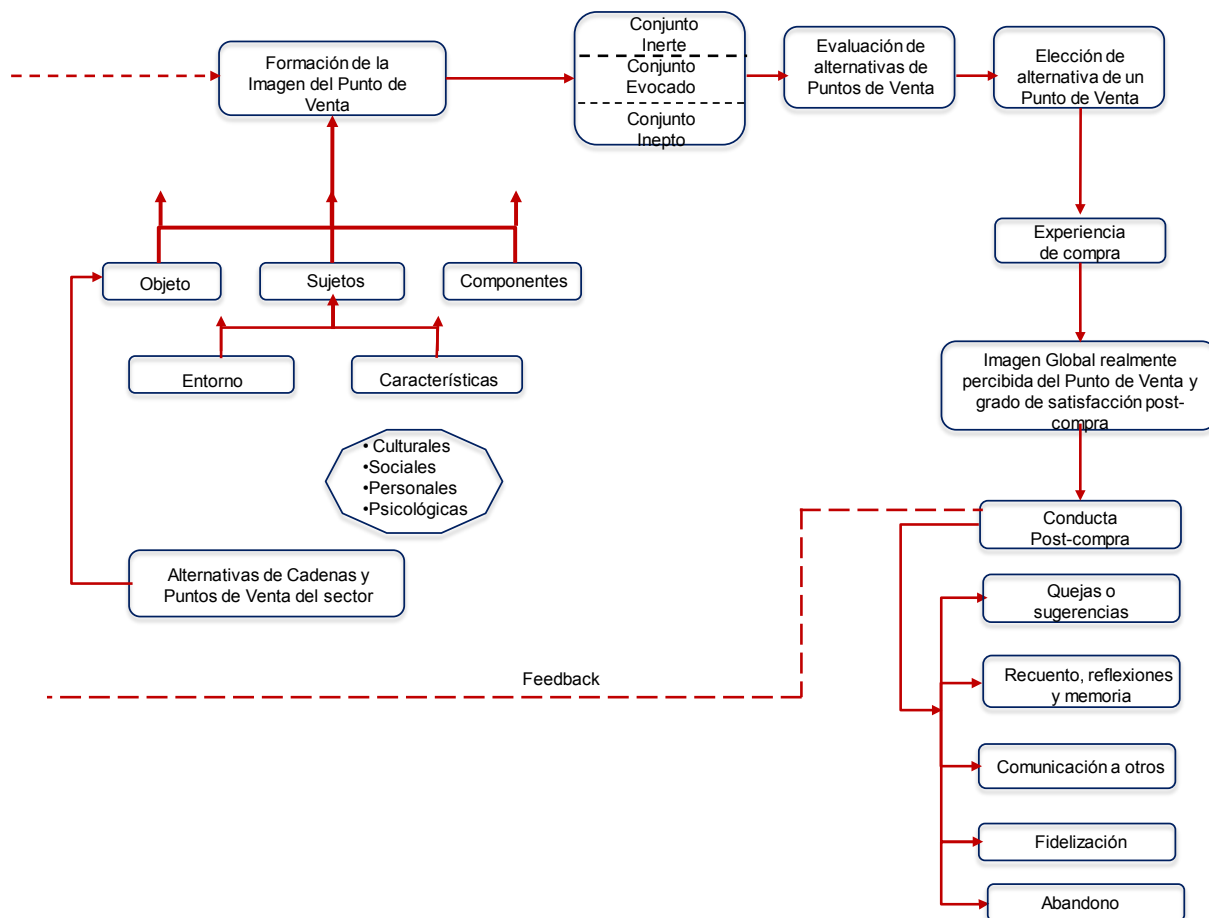 Formación de la
Imagen del Punto de
Venta
Conjunto
Inerte
Conjunto
Evocado
Conjunto
Inepto
Evaluación de
alternativas de
Puntos de Venta
Elección de
alternativa de un
Punto de Venta
Experiencia
de compra
Objeto
Sujetos
Componentes
Entorno
Características
Imagen Global realmente
percibida del Punto de Venta y
grado de satisfacción post-
compra
• Culturales
•Sociales
•Personales
•Psicológicas
Conducta
Post-compra
Alternativas de Cadenas y
Puntos de Venta del sector
Quejas o
sugerencias
Feedback
Recuento, reflexiones
y memoria
Comunicación a otros
Fidelización
Abandono